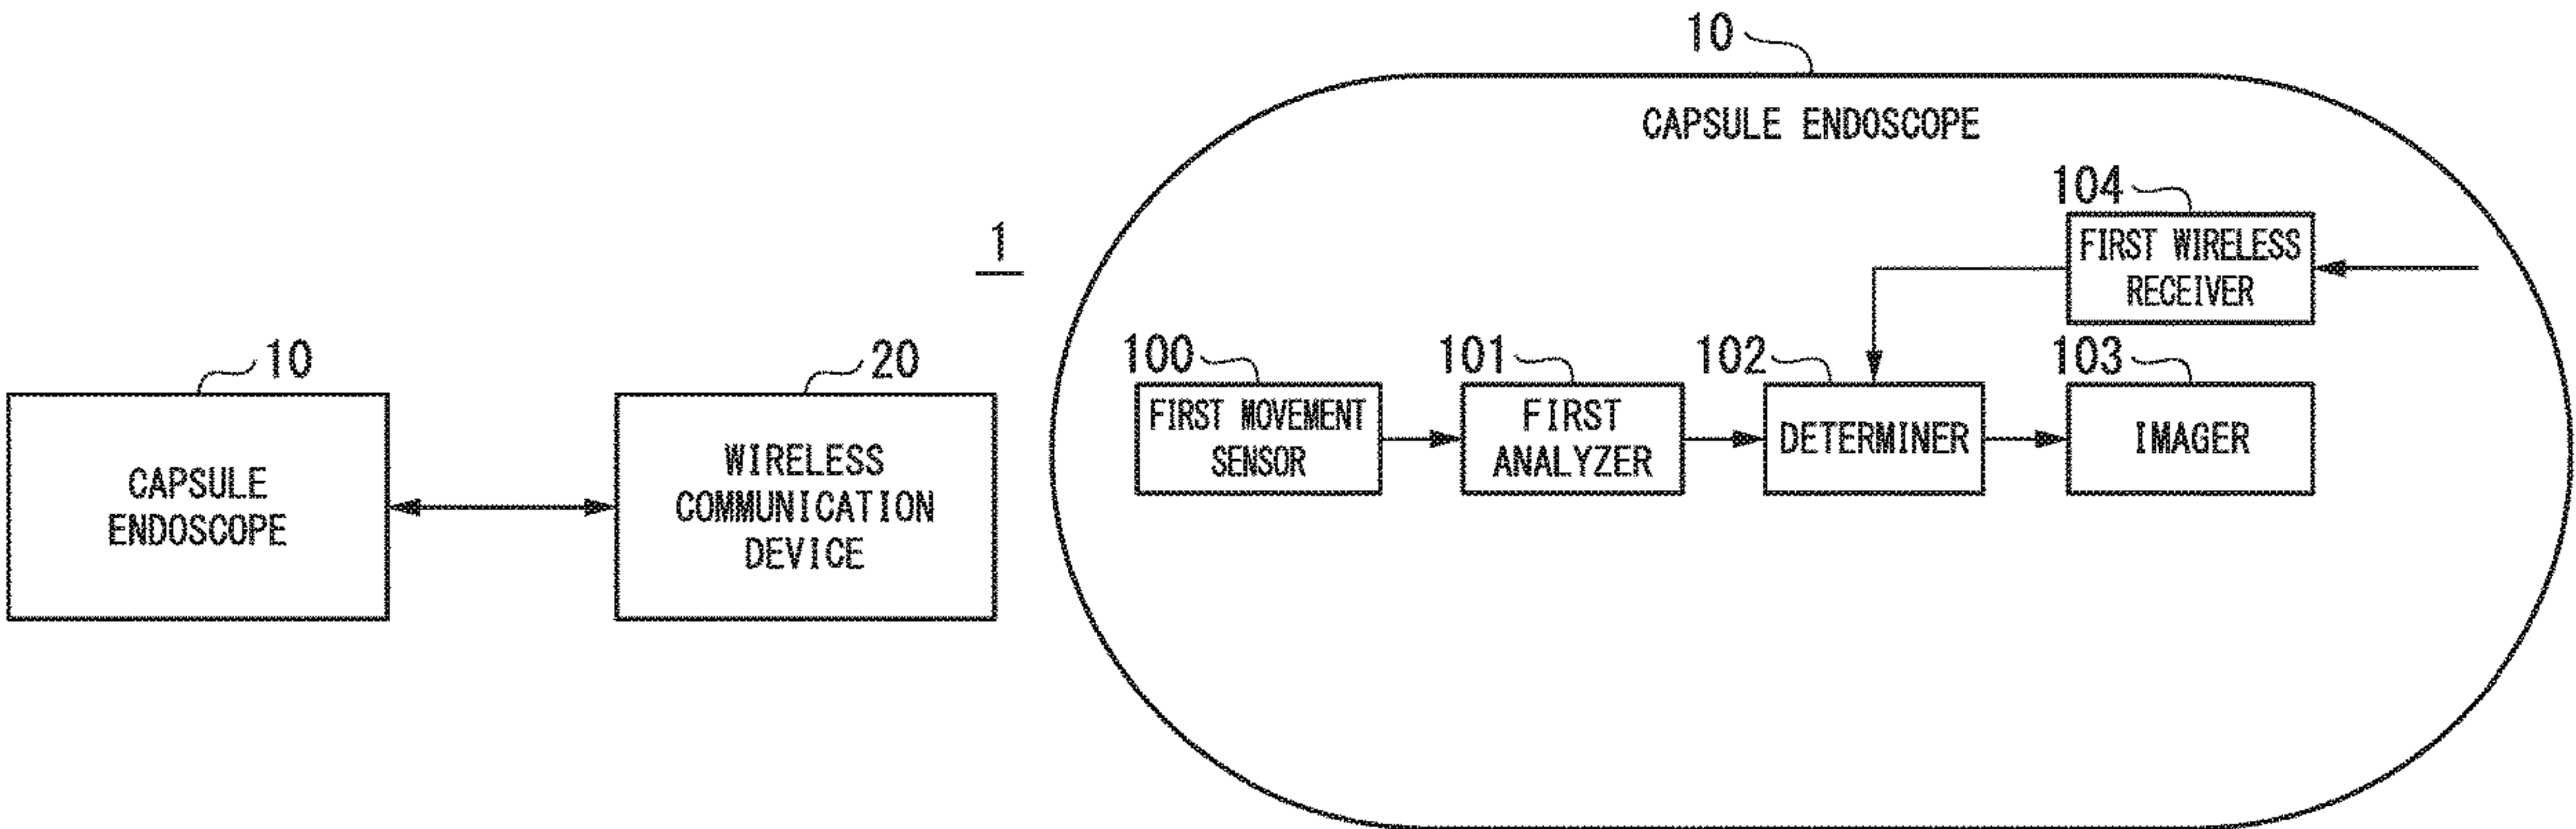 1
10
CAPSULE
ENDOSCOPE
20
WIRELESS
COMMUNICATION
DEVICE
10
CAPSULE ENDOSCOPE
104
FIRST WIRELESS
RECEIVER
100
FIRST MOVEMENT
SENSOR
101
FIRST
ANALYZER
102
DETERMINER
103
IMAGER